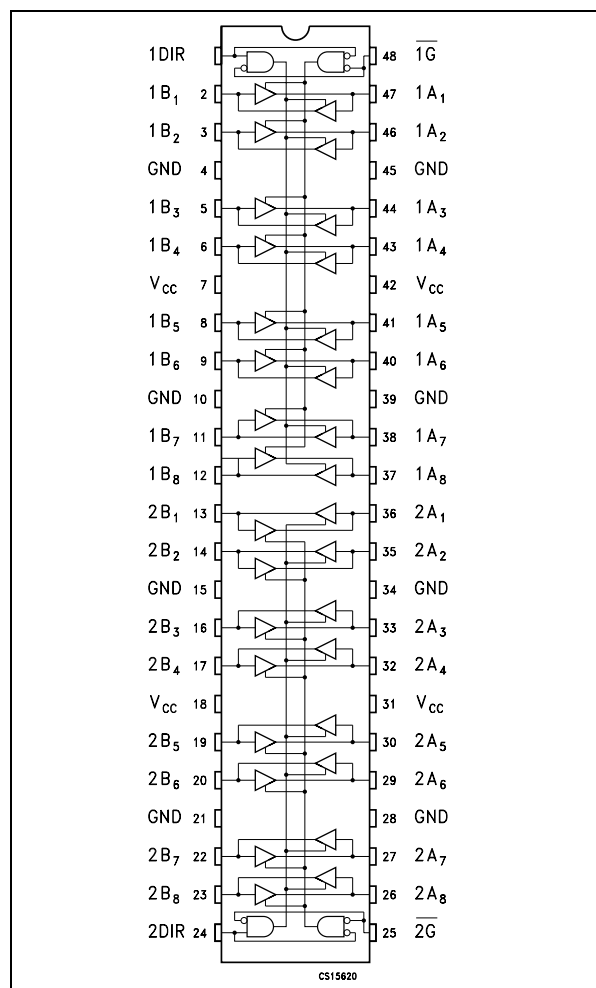 1DIR 48 1G̅
1B₁ 2 47 1A₁
1B₂ 3 46 1A₂
GND 4 45 GND
1B₃ 5 44 1A₃
1B₄ 6 43 1A₄
V_CC 7 42 V_CC
1B₅ 8 41 1A₅
1B₆ 9 40 1A₆
GND 10 39 GND
1B₇ 11 38 1A₇
1B₈ 12 37 1A₈
2B₁ 13 36 2A₁
2B₂ 14 35 2A₂
GND 15 34 GND
2B₃ 16 33 2A₃
2B₄ 17 32 2A₄
V_CC 18 31 V_CC
2B₅ 19 30 2A₅
2B₆ 20 29 2A₆
GND 21 28 GND
2B₇ 22 27 2A₇
2B₈ 23 26 2A₈
2DIR 24 25 2G̅
CS15620